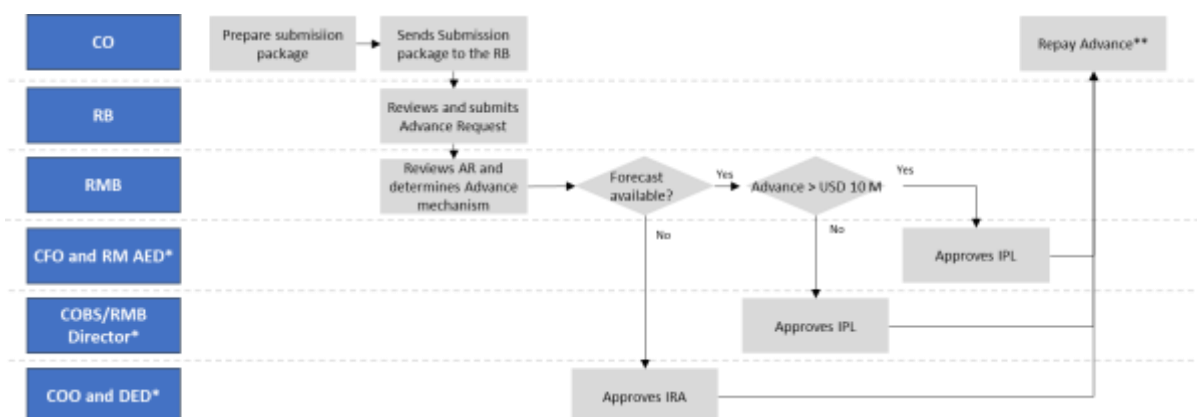 CO
Prepare submisiion
package
Sends Submission
package to the RB
Repay Advance**
RB
Reviews and submits
Advance Request
RMB
Reviews AR and
determines Advance
mechanism
Forecast
available?
Yes
Advance > USD 10 M
Yes
No
No
CFO and RM AED*
Approves IPL
COBS/RMB
Director*
Approves IPL
COO and DED*
Approves IRA